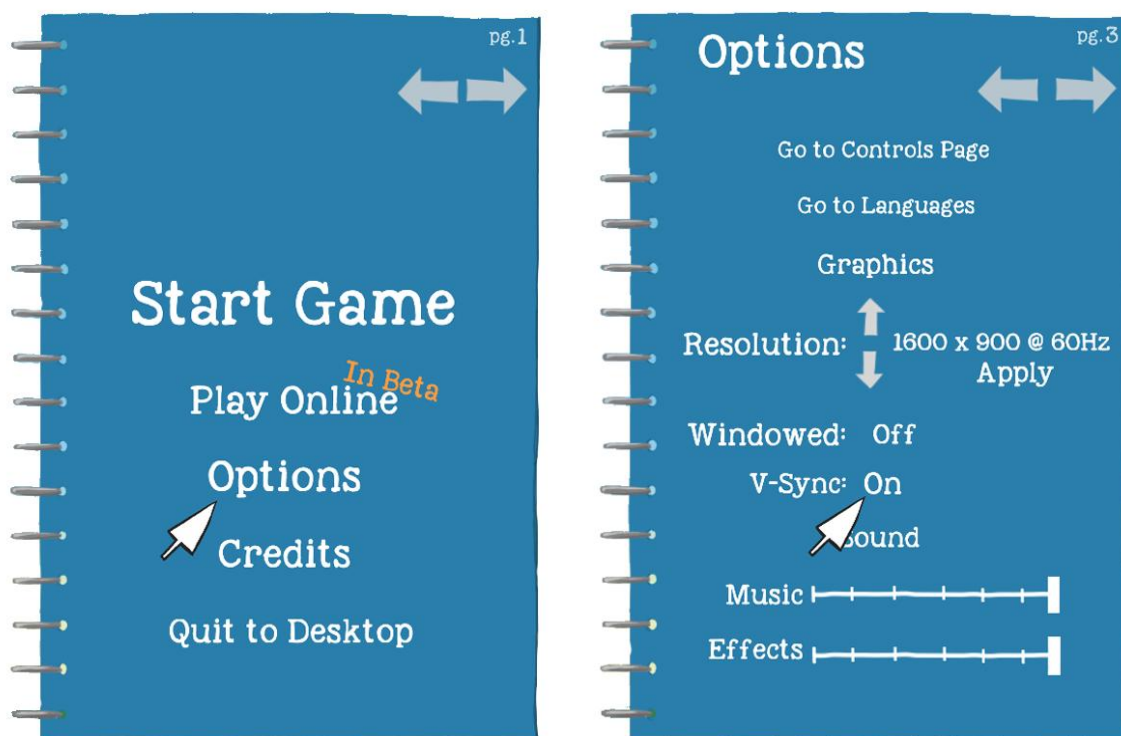 pg.1
Start Game
In Beta
Play Online
Options
Credits
Quit to Desktop
pg.3
Options
Go to Controls Page
Go to Languages
Graphics
Resolution: 1600 x 900 @ 60Hz
Apply
Windowed: Off
V-Sync: On
Sound
Music
Effects